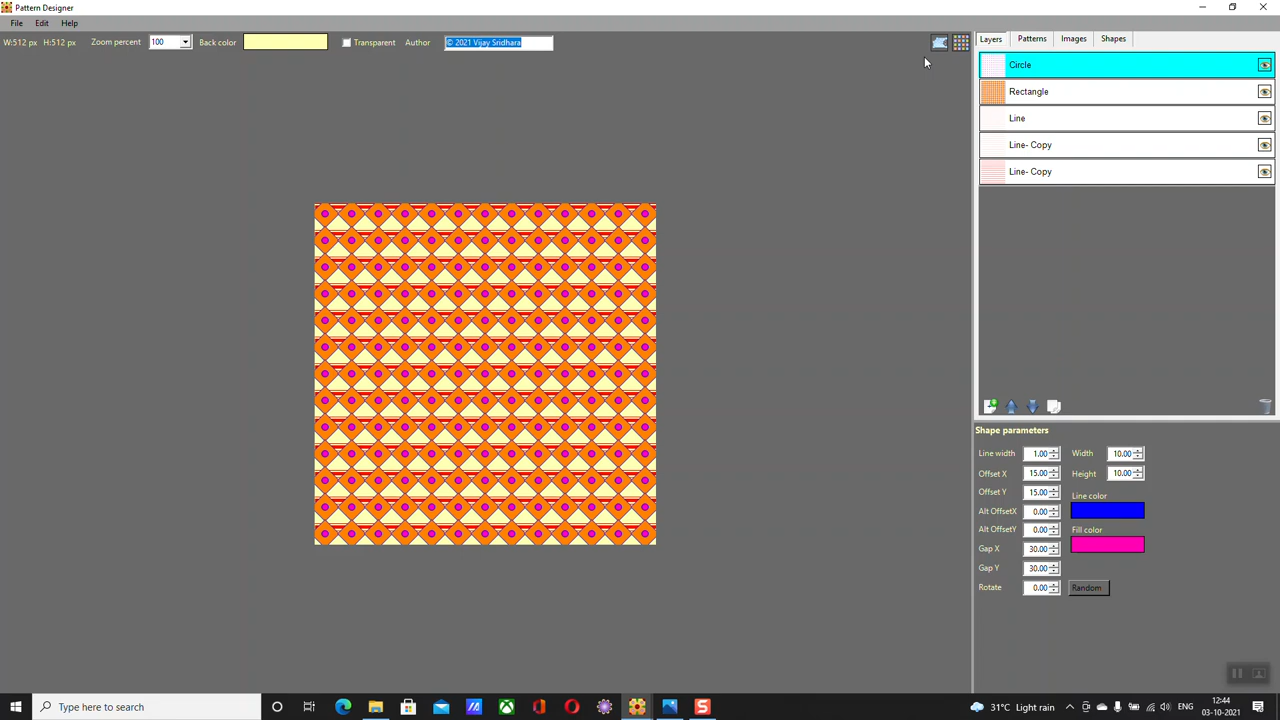 Pattern Designer
File Edit Help
W:512 px H:512 px Zoom percent 100 Back color Transparent Author © 2021 Vijay Sridhara
Layers Patterns Images Shapes
Circle
Rectangle
Line
Line- Copy
Line- Copy
Shape parameters
Line width 1.00 Width 10.00
Offset X 15.00 Height 10.00
Offset Y 15.00 Line color
Alt OffsetX 0.00
Alt OffsetY 0.00 Fill color
Gap X 30.00
Gap Y 30.00
Rotate 0.00 Random
Type here to search
31°C Light rain ENG 12:44
03-10-2021